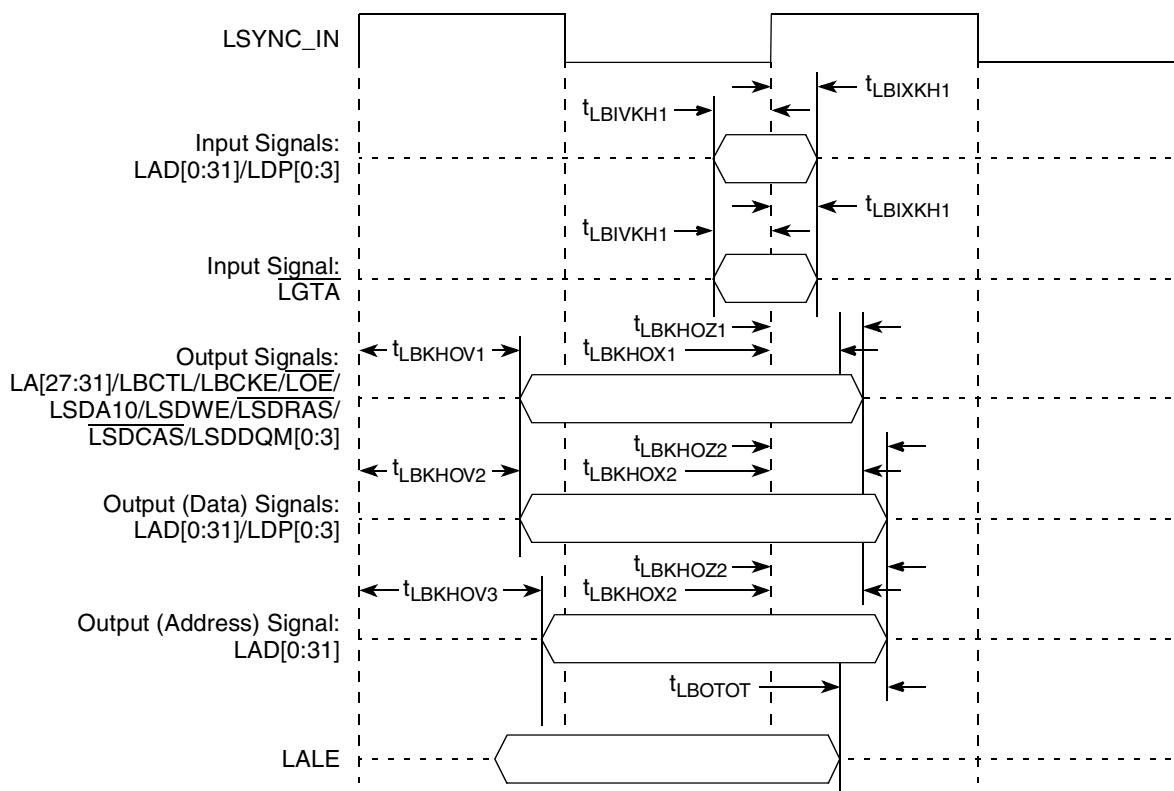 LSYNC_IN
tLBIXKH1
tLBIVKH1
Input Signals:
LAD[0:31]/LDP[0:3]
tLBIXKH1
tLBIVKH1
Input Signal:
LGTA
tLBKHOZ1
tLBKHOV1
tLBKHOX1
Output Signals:
LA[27:31]/LBCTL/LBCKE/LOE/
LSDA10/LSDWE/LSDRAS/
LSDCAS/LSDDQM[0:3]
tLBKHOZ2
tLBKHOV2
tLBKHOX2
Output (Data) Signals:
LAD[0:31]/LDP[0:3]
tLBKHOZ2
tLBKHOV3
tLBKHOX2
Output (Address) Signal:
LAD[0:31]
tLBOTOT
LALE